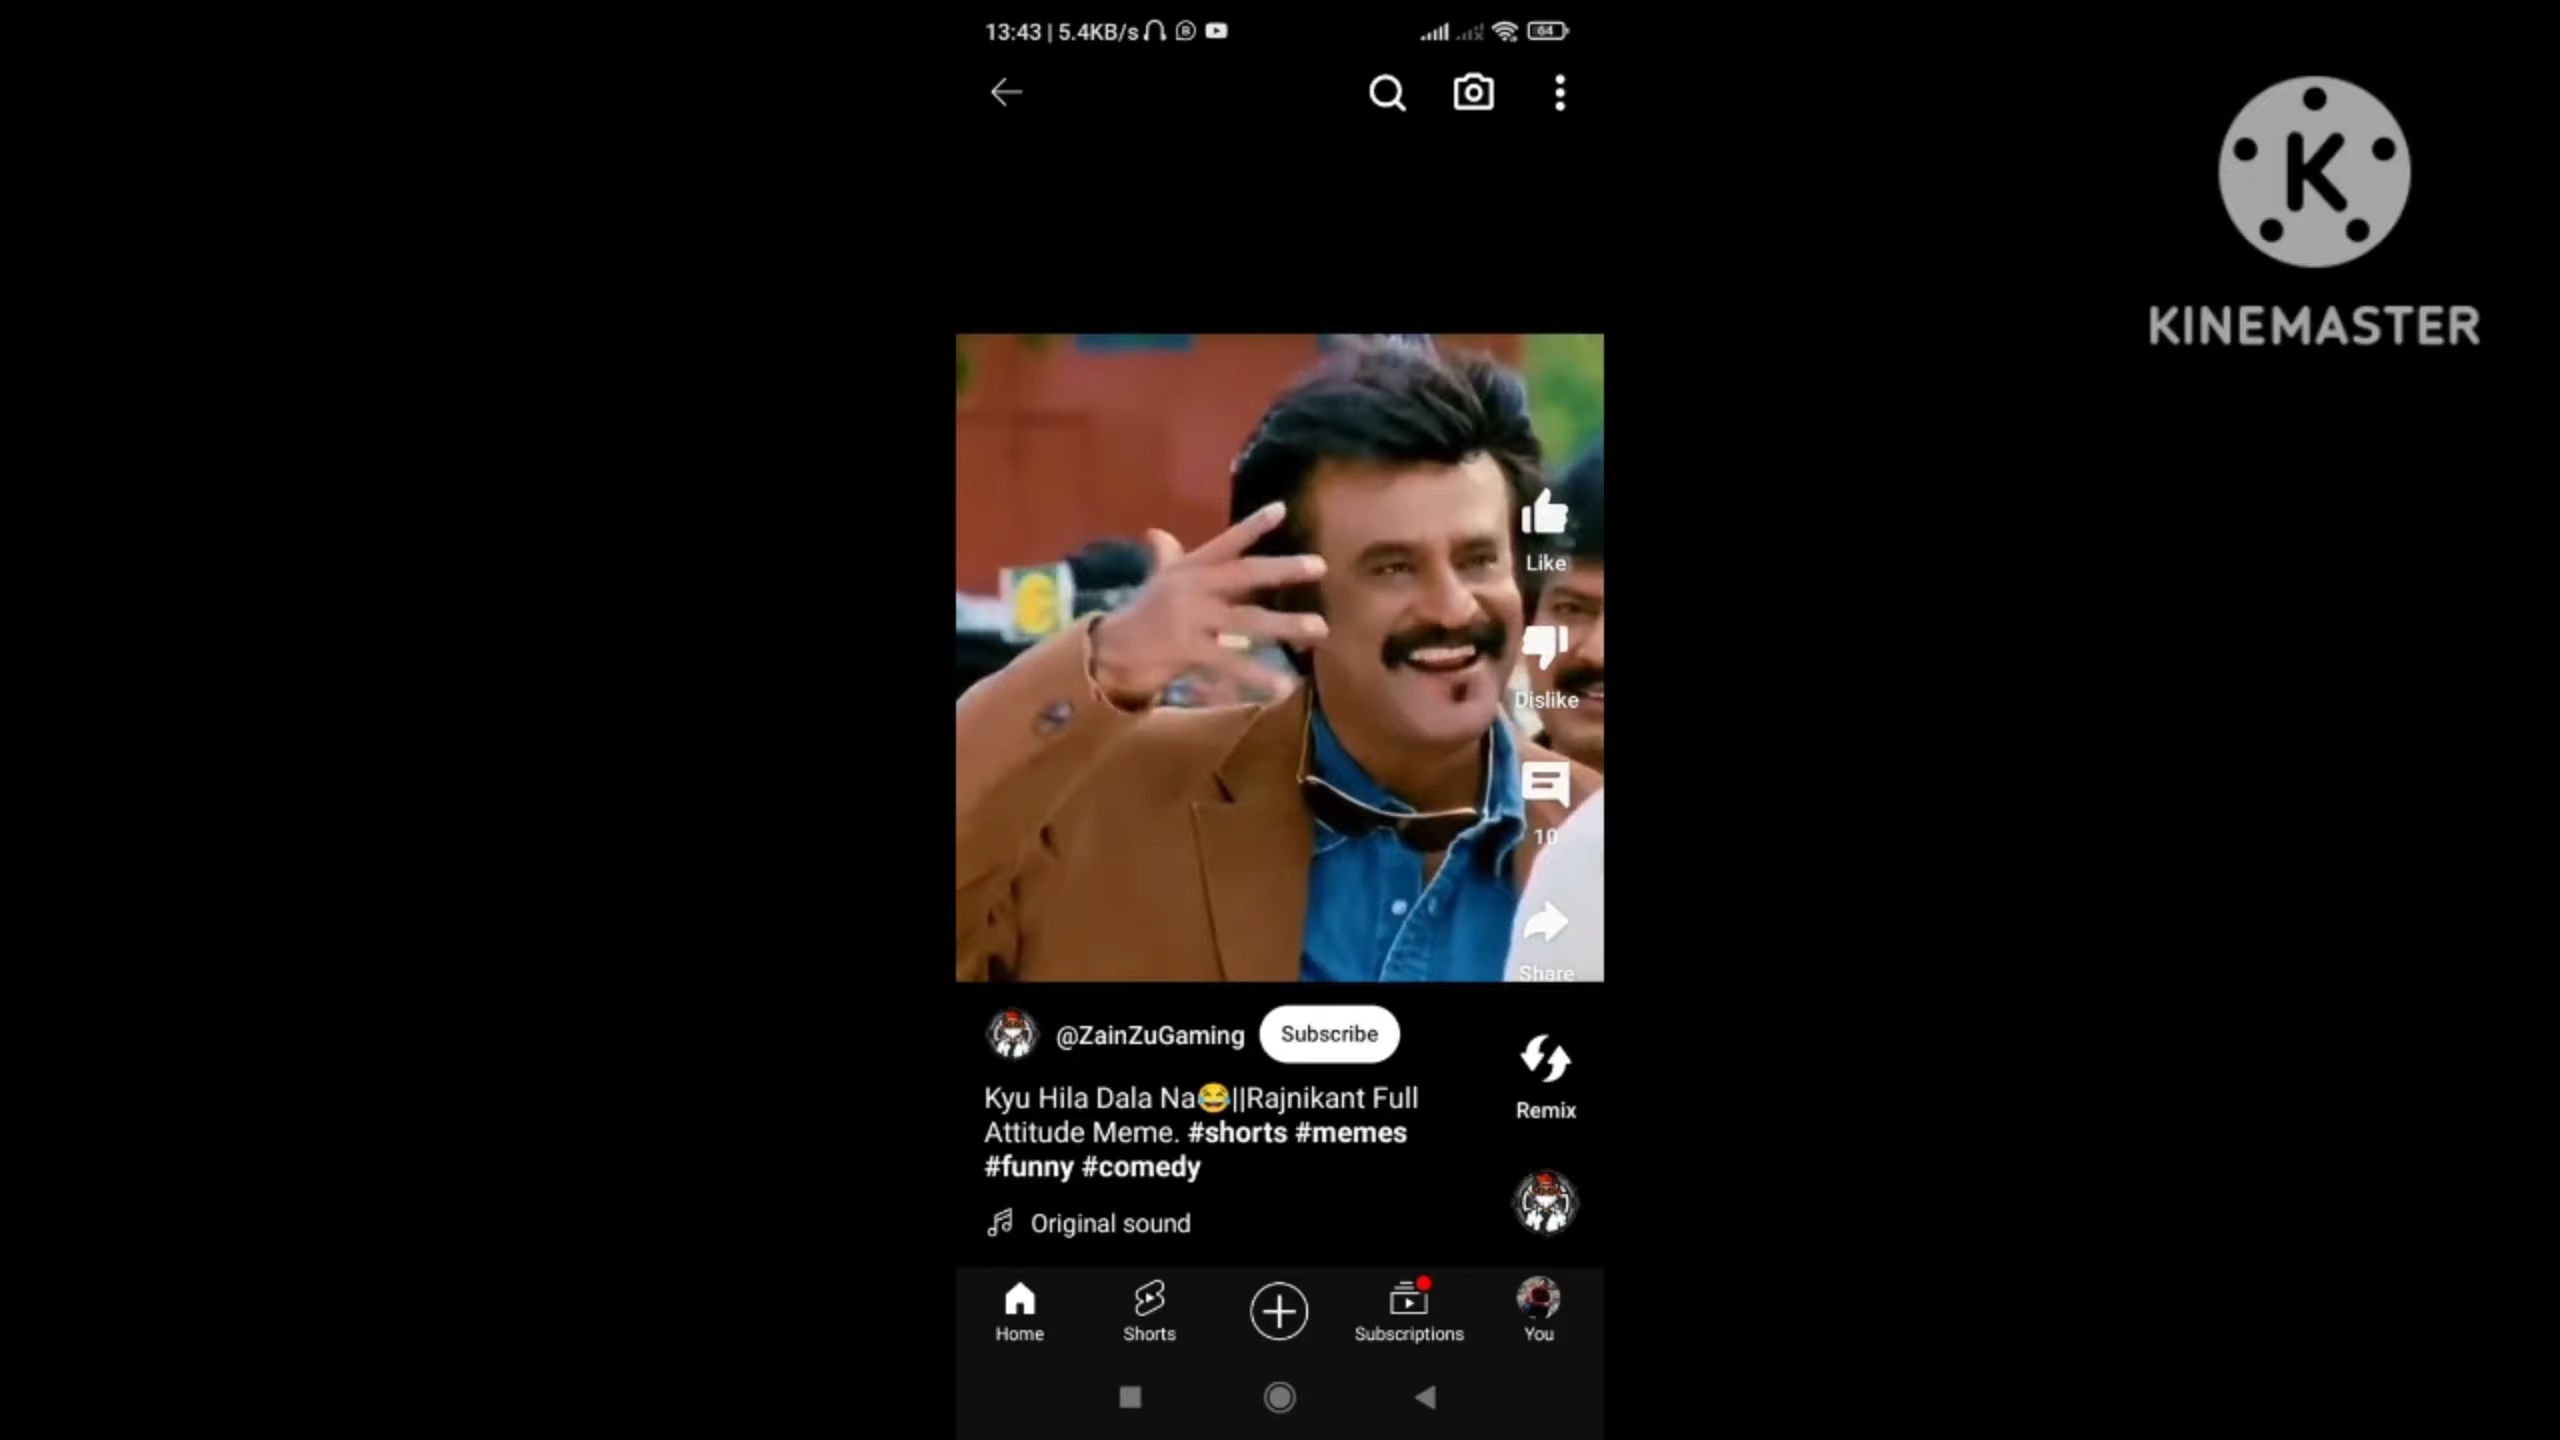 13:43 | 5.4KB/s
64
K
KINEMASTER
Like
Dislike
10
Share
@ZainZuGaming
Subscribe
Kyu Hila Dala Na😂||Rajnikant Full
Attitude Meme. #shorts #memes
#funny #comedy
Remix
Original sound
Home
Shorts
Subscriptions
You